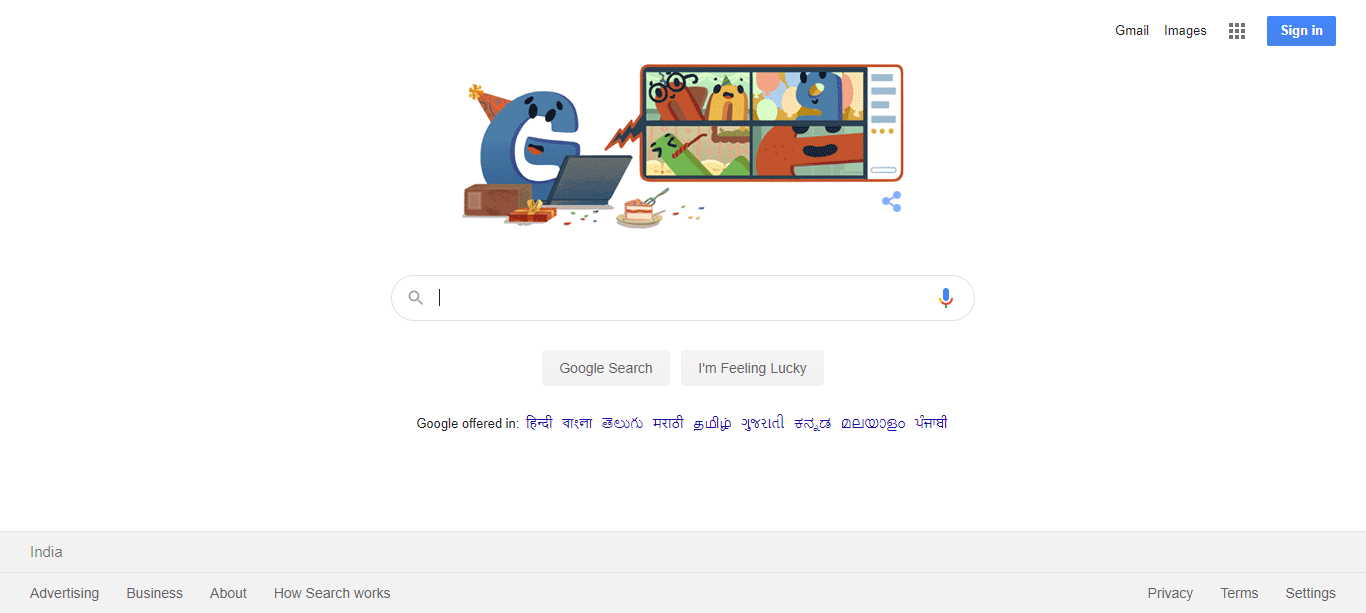 Gmail Images Sign in
Google Search I'm Feeling Lucky
Google offered in: हिन्दी বাংলা తెలుగు मराठी தமிழ் ગુજરાતી ಕನ್ನಡ മലയാളം ਪੰਜਾਬੀ
India
Advertising Business About How Search works Privacy Terms Settings